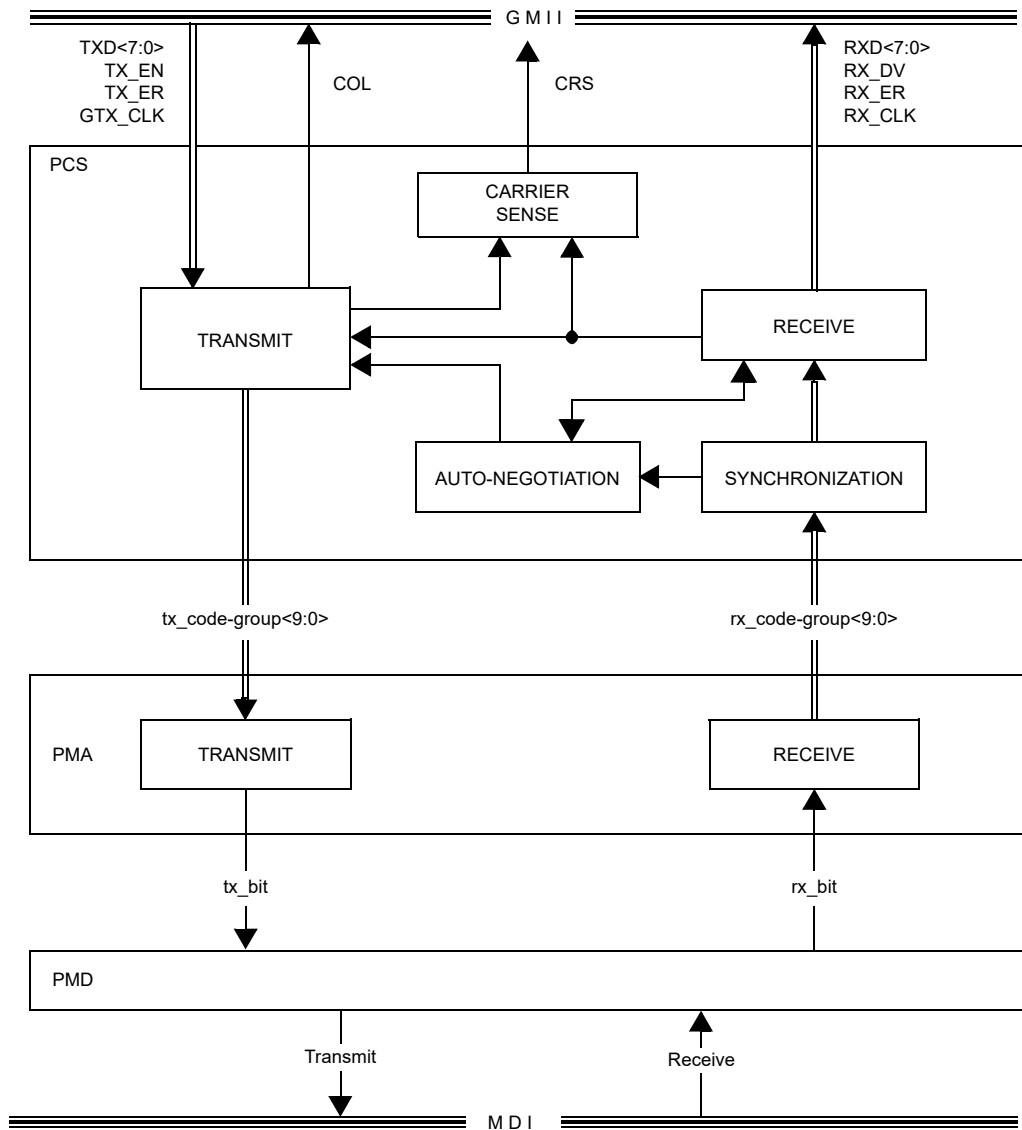 G M I I
TXD<7:0>
TX_EN
TX_ER
GTX_CLK
COL
CRS
RXD<7:0>
RX_DV
RX_ER
RX_CLK
PCS
CARRIER
SENSE
TRANSMIT
RECEIVE
AUTO-NEGOTIATION
SYNCHRONIZATION
tx_code-group<9:0>
rx_code-group<9:0>
PMA
TRANSMIT
RECEIVE
tx_bit
rx_bit
PMD
Transmit
Receive
M D I